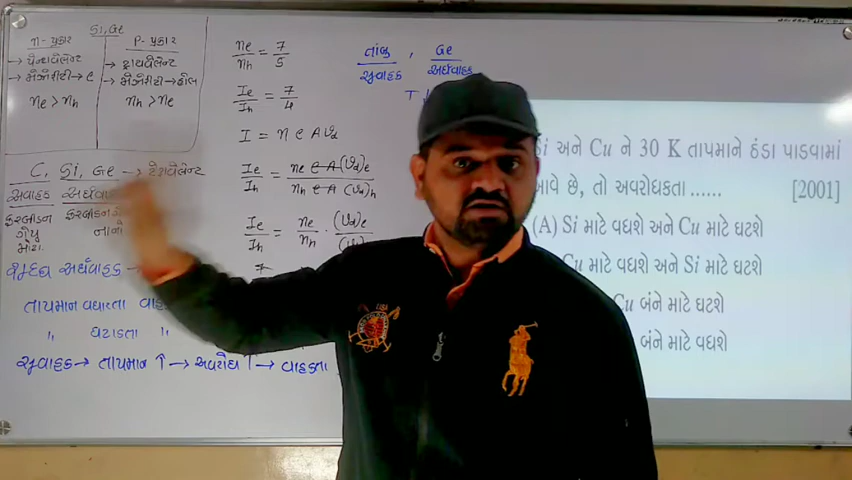 Si, Ge
n-પ્રકાર
→ પેન્ટાવેલેન્ટ
→ મેજોરીટી → e
ne > nh
P-પ્રકાર
→ ટ્રાયવેલેન્ટ
→ મેજોરીટી → હોલ
nh > ne
C, Si, Ge → ટેટ્રાવેલેન્ટ
અવાહક
ફરબીડન
ગેપ
મોટો.
ફરબીડન
નાનો
શુદ્ધ અર્ધવાહક →
તાપમાન વધારતા
" ઘટાડતા "
સુવાહક → તાપમાન ↑ → અવરોધ ↑ → વાહકતા
ne/nh = 7/5
Ie/Ih = 7/4
I = n e A Vd
Ie/Ih = ne e A (Vd)e / nh e A (Vd)h
Ie/Ih = ne/nh · (Vd)e
તાંબુ , Ge
સુવાહક અર્ધવાહક
T
Si અને Cu ને 30 K તાપમાને ઠંડા પાડવામાં
આવે છે, તો અવરોધકતા ...... [2001]
(A) Si માટે વધશે અને Cu માટે ઘટશે
Cu માટે વધશે અને Si માટે ઘટશે
Cu બંને માટે ઘટશે
બંને માટે વધશે